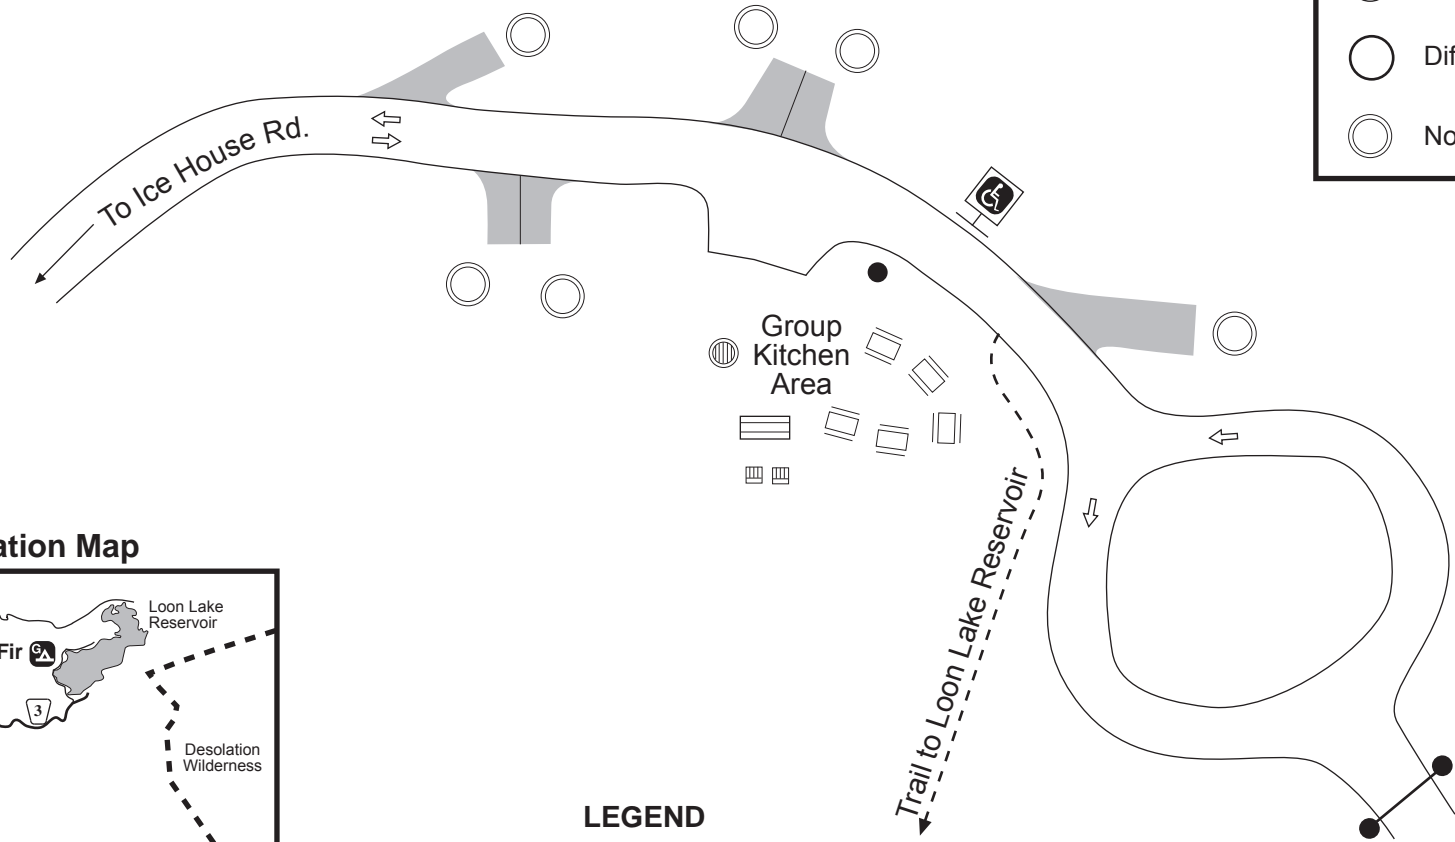 To Ice House Rd.
Group
Kitchen
Area
Trail to Loon Lake Reservoir
Dif
No
ation Map
Loon Lake
Reservoir
Fir
G
3
Desolation
Wilderness
LEGEND